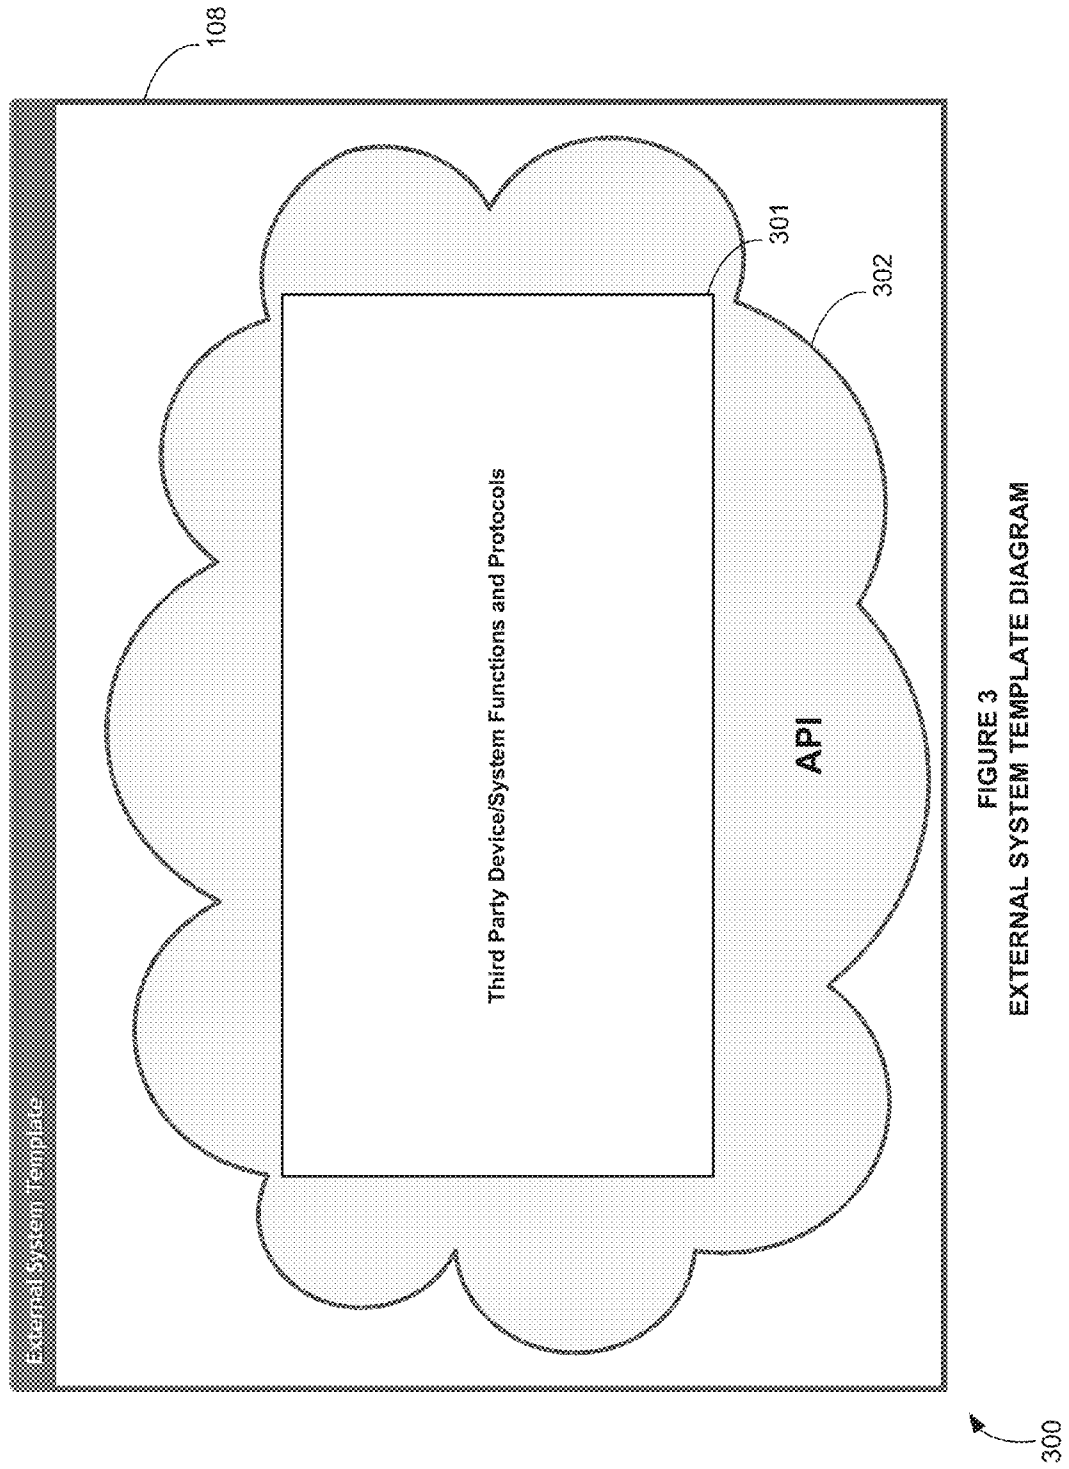 External System Template
108
Third Party Device/System Functions and Protocols
301
302
API
FIGURE 3
EXTERNAL SYSTEM TEMPLATE DIAGRAM
300